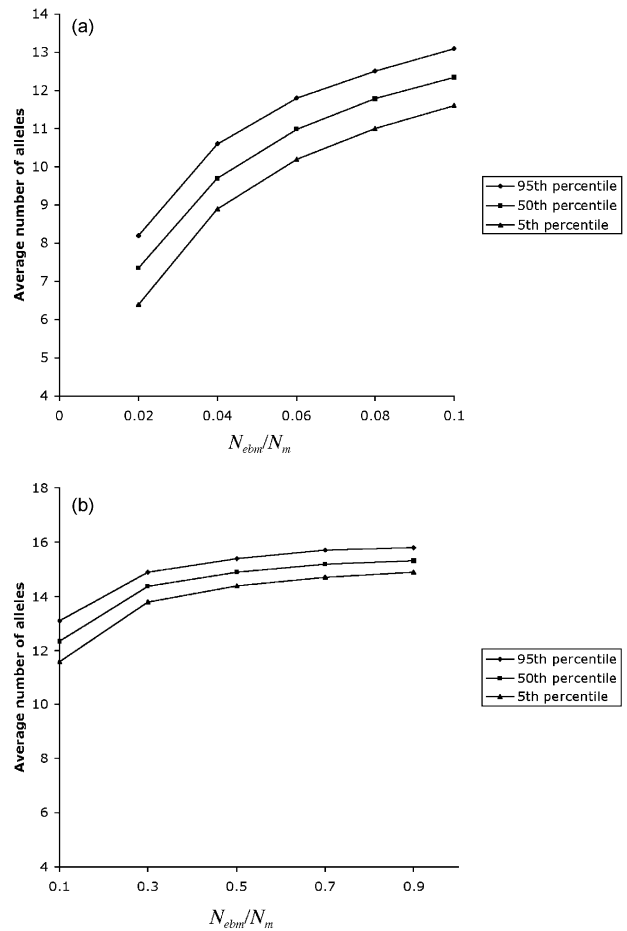 (a)
14
13
12
11
10
9
8
7
6
5
4
Average number of alleles
0 0.02 0.04 0.06 0.08 0.1
Nebm/Nm
95th percentile
50th percentile
5th percentile
(b)
18
16
14
12
10
8
6
4
Average number of alleles
0.1 0.3 0.5 0.7 0.9
Nebm/Nm
95th percentile
50th percentile
5th percentile